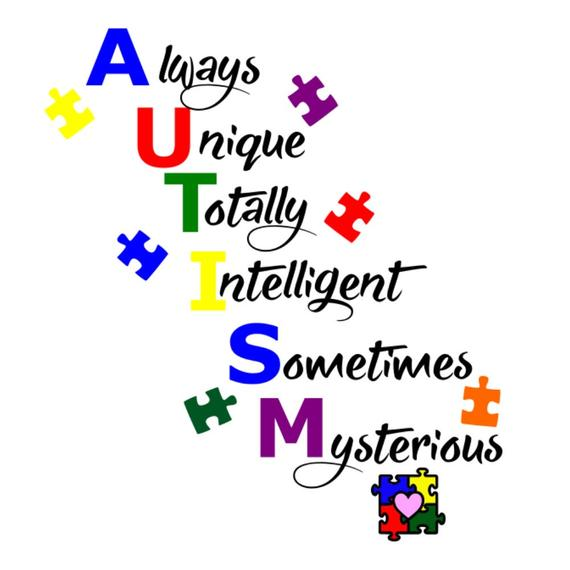 Always
Unique
Totally
Intelligent
Sometimes
Mysterious